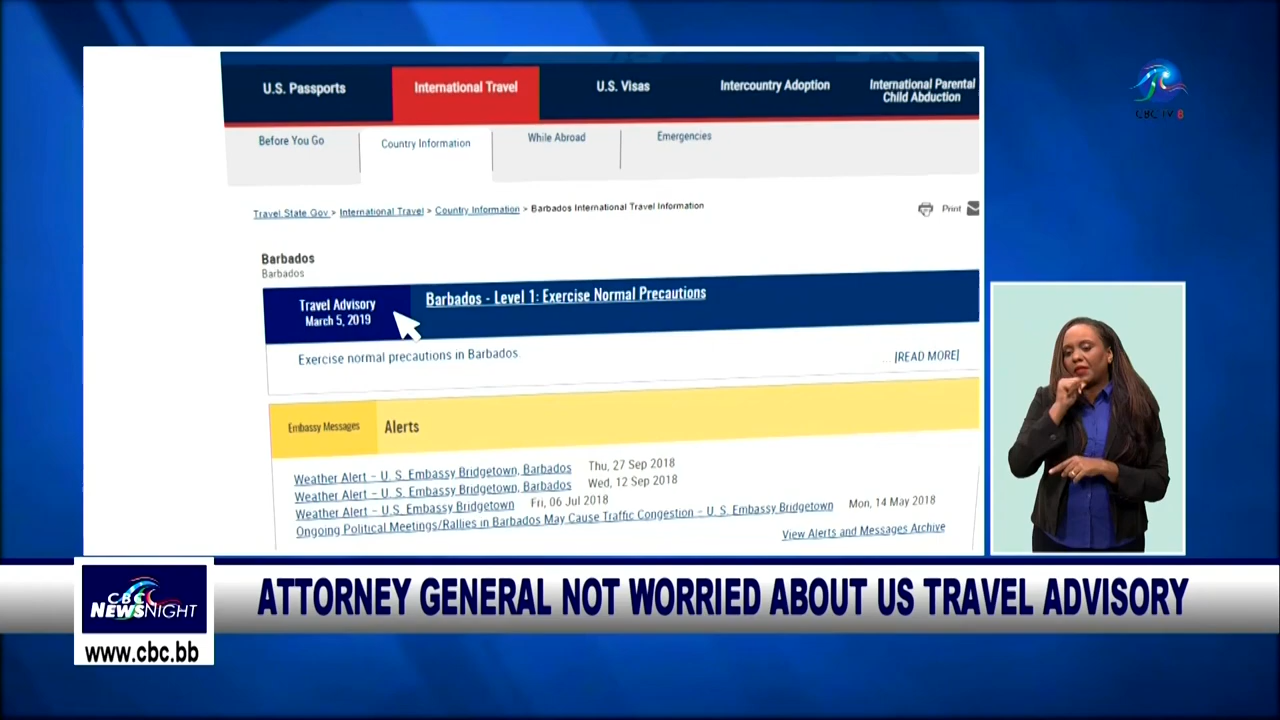 U.S. Passports
International Travel
U.S. Visas
Intercountry Adoption
International Parental
Child Abduction
CBC TV 8
Before You Go
Country Information
While Abroad
Emergencies
Travel.State.Gov > International Travel > Country Information > Barbados International Travel Information
Print
Barbados
Barbados
Travel Advisory
March 5, 2019
Barbados - Level 1: Exercise Normal Precautions
Exercise normal precautions in Barbados
... [READ MORE]
Embassy Messages
Alerts
Weather Alert – U. S. Embassy Bridgetown, Barbados Thu, 27 Sep 2018
Weather Alert – U. S. Embassy Bridgetown, Barbados Wed, 12 Sep 2018
Weather Alert – U. S. Embassy Bridgetown Fri, 06 Jul 2018
Ongoing Political Meetings/Rallies in Barbados May Cause Traffic Congestion – U. S. Embassy Bridgetown Mon, 14 May 2018
View Alerts and Messages Archive
CBC
NEWSNIGHT
ATTORNEY GENERAL NOT WORRIED ABOUT US TRAVEL ADVISORY
www.cbc.bb